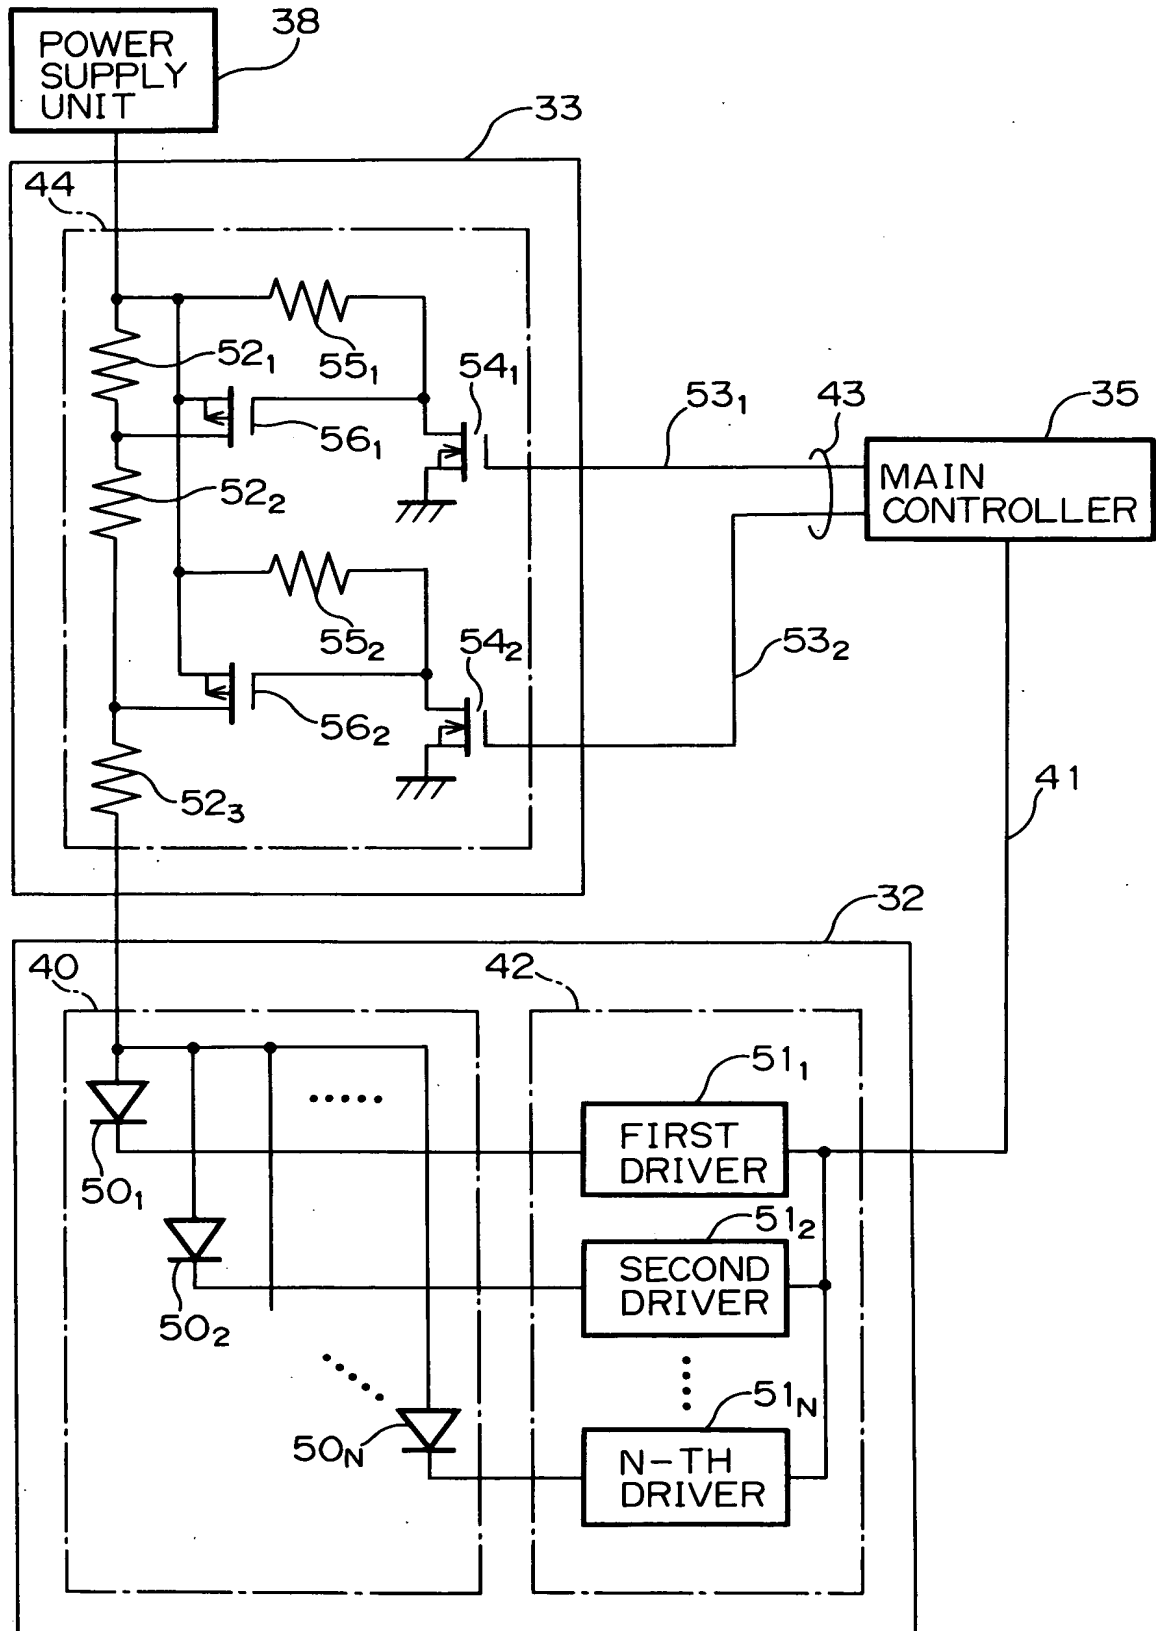 38
POWER
SUPPLY
UNIT
33
44
52₁
55₁
54₁
53₁
43
35
56₁
MAIN
CONTROLLER
52₂
55₂
54₂
53₂
56₂
52₃
41
32
40
42
51₁
FIRST
DRIVER
50₁
51₂
SECOND
DRIVER
50₂
51N
50N
N-TH
DRIVER